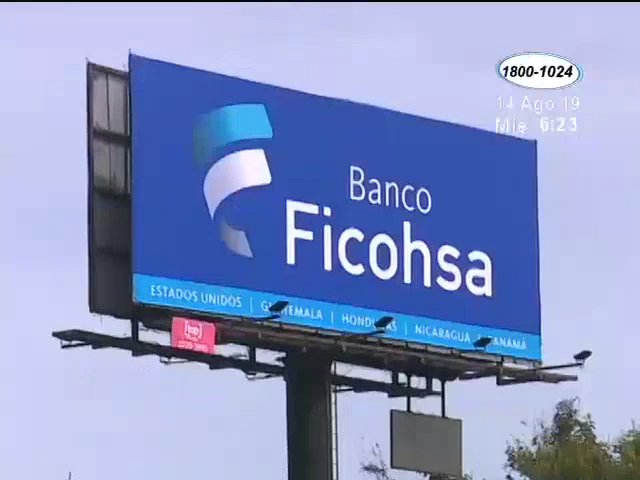 1800-1024
14 Ago 19
Mie 6:23
Banco
Ficohsa
ESTADOS UNIDOS | GUATEMALA | HONDURAS | NICARAGUA | PANAMÁ